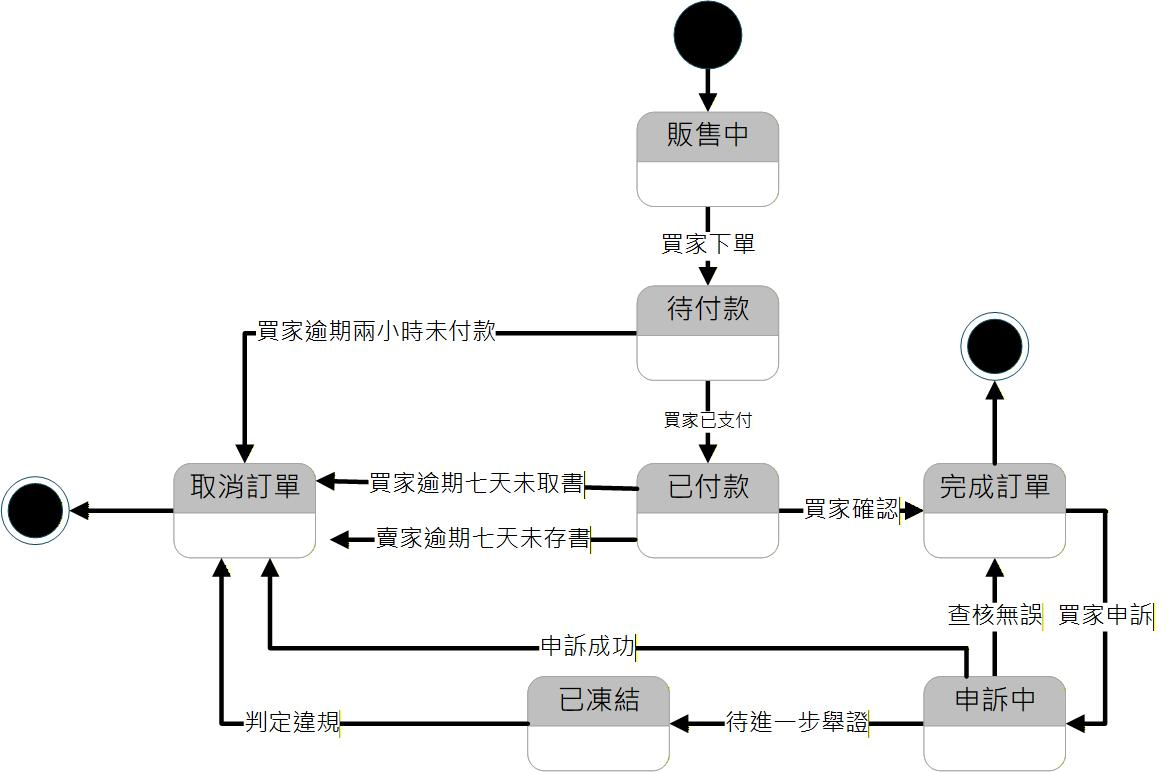 販售中
買家下單
待付款
買家逾期兩小時未付款
買家已支付
取消訂單
買家逾期七天未取書
已付款
買家確認
完成訂單
賣家逾期七天未存書
查核無誤
買家申訴
申訴成功
已凍結
申訴中
判定違規
待進一步舉證